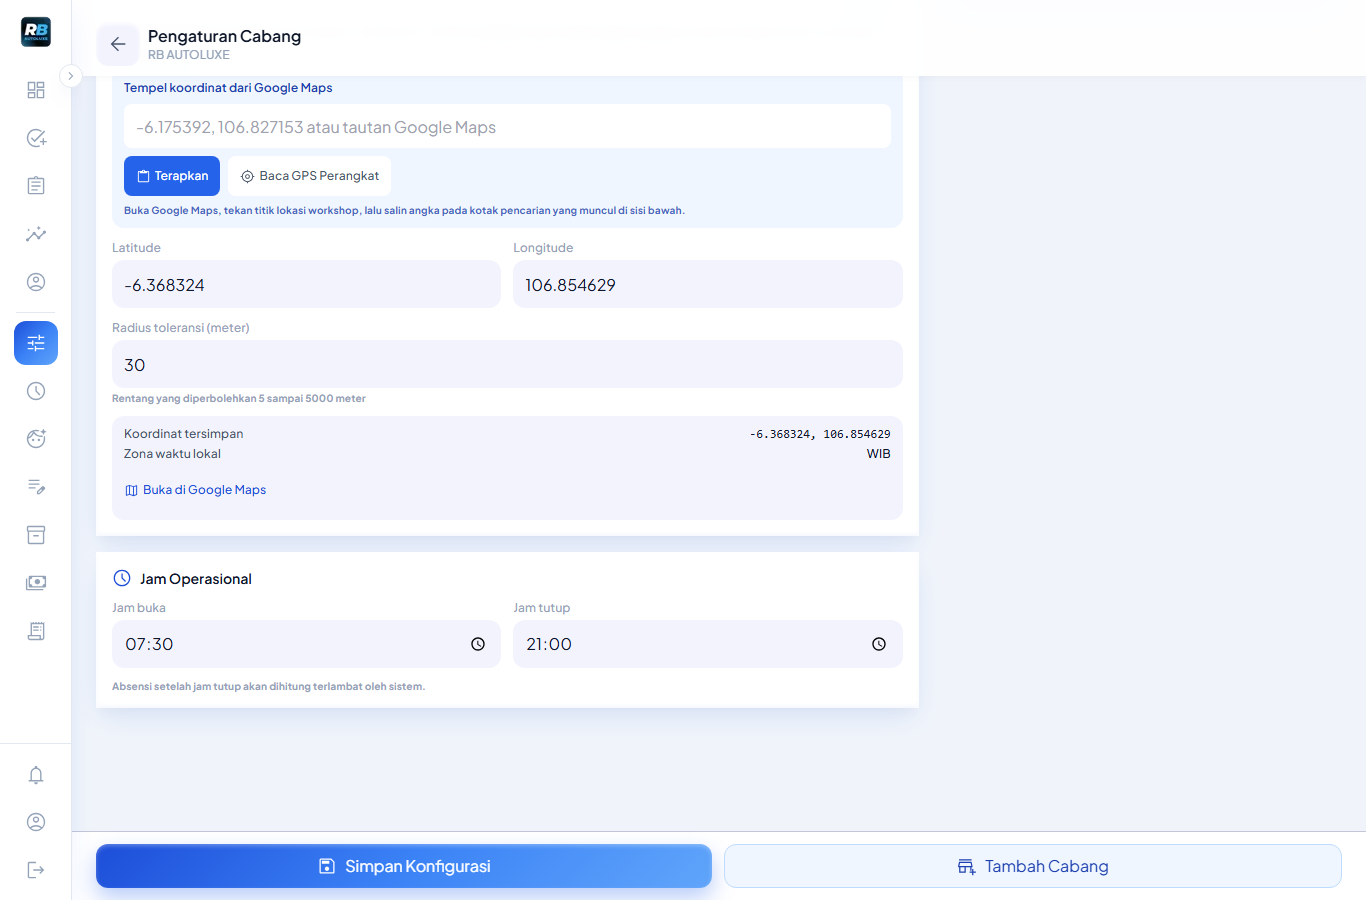 RB
AUTOLUXE
Pengaturan Cabang
RB AUTOLUXE
Tempel koordinat dari Google Maps
-6.175392, 106.827153 atau tautan Google Maps
Terapkan
Baca GPS Perangkat
Buka Google Maps, tekan titik lokasi workshop, lalu salin angka pada kotak pencarian yang muncul di sisi bawah.
Latitude
Longitude
-6.368324
106.854629
Radius toleransi (meter)
30
Rentang yang diperbolehkan 5 sampai 5000 meter
Koordinat tersimpan
-6.368324, 106.854629
Zona waktu lokal
WIB
Buka di Google Maps
Jam Operasional
Jam buka
Jam tutup
07:30
21:00
Absensi setelah jam tutup akan dihitung terlambat oleh sistem.
Simpan Konfigurasi
Tambah Cabang